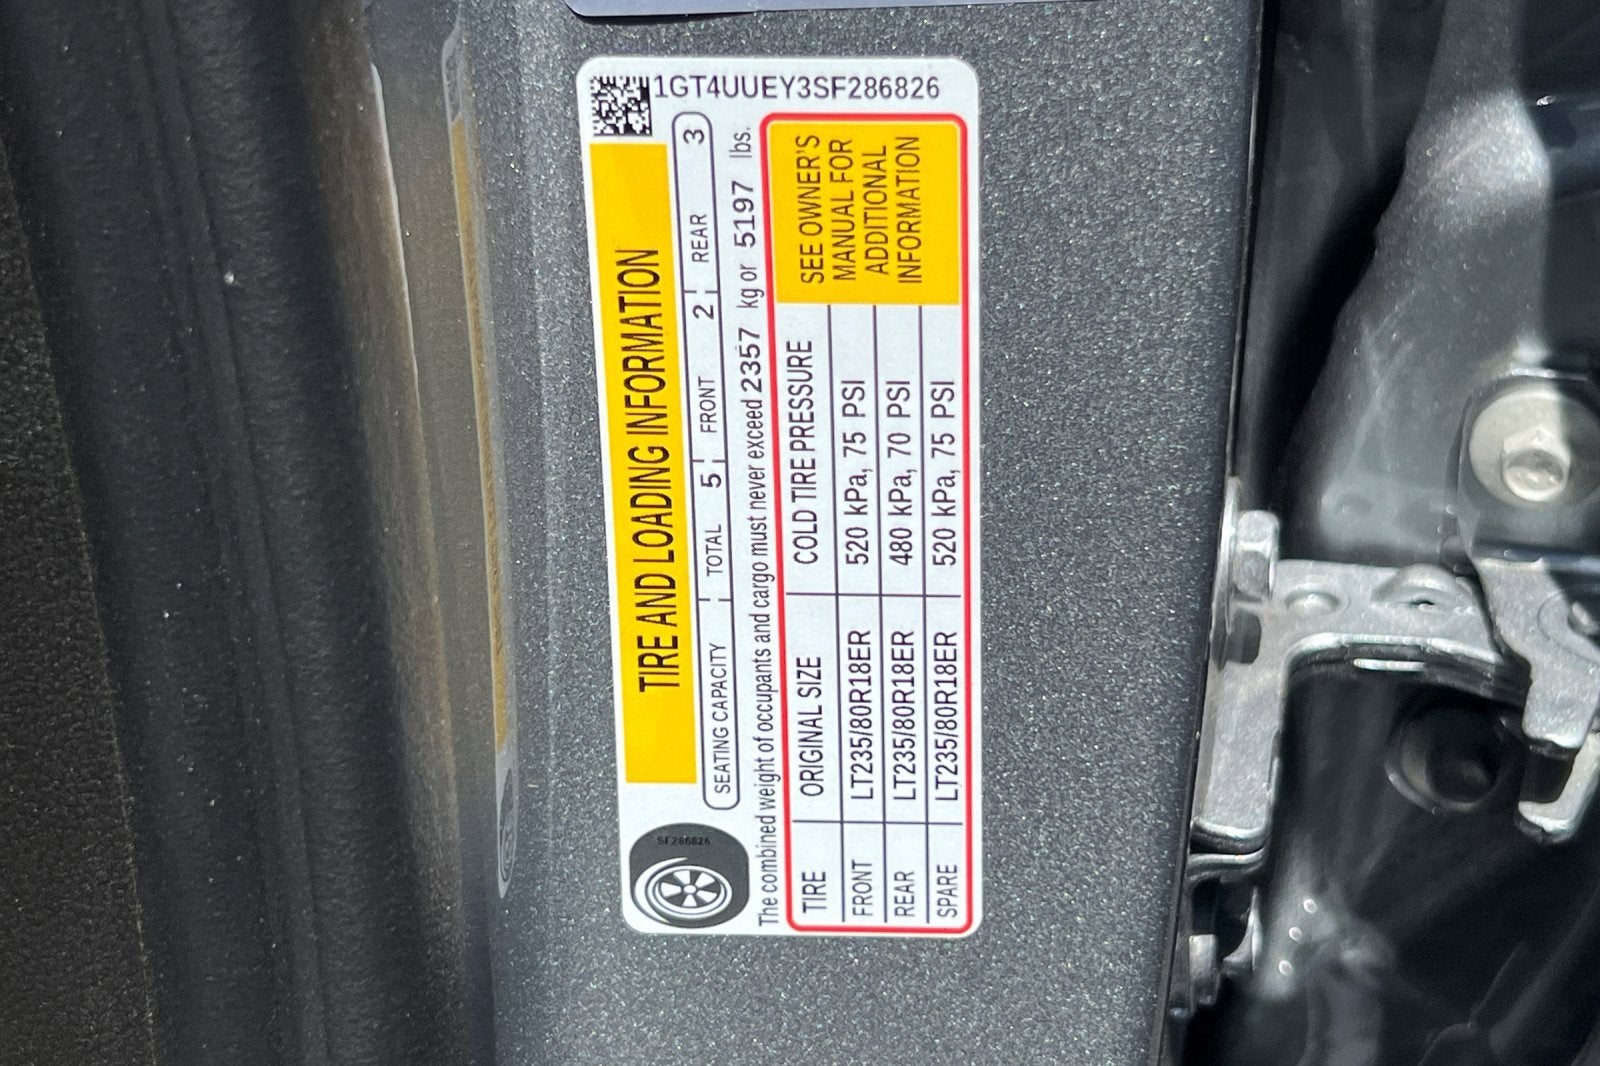 1GT4UUEY3SF286826
TIRE AND LOADING INFORMATION
SEATING CAPACITY TOTAL 5 FRONT 2 REAR 3
The combined weight of occupants and cargo must never exceed 2357 kg or 5197 lbs.
TIRE ORIGINAL SIZE COLD TIRE PRESSURE
FRONT LT235/80R18ER 520 kPa, 75 PSI
REAR LT235/80R18ER 480 kPa, 70 PSI
SPARE LT235/80R18ER 520 kPa, 75 PSI
SEE OWNER'S
MANUAL FOR
ADDITIONAL
INFORMATION
SF286826